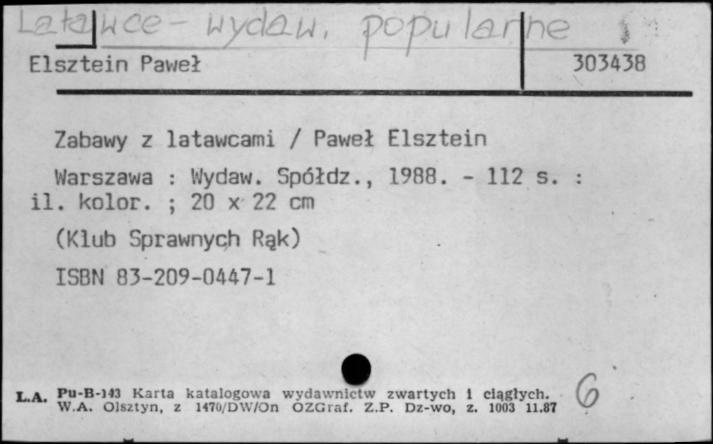 Latawce - wydaw. popularne
Elsztein Paweł 303438
Zabawy z latawcami / Paweł Elsztein
Warszawa : Wydaw. Spółdz., 1988. - 112 s. :
il. kolor. ; 20 x 22 cm
(Klub Sprawnych Rąk)
ISBN 83-209-0447-1
L.A. Pu-B-143 Karta katalogowa wydawnictw zwartych i ciągłych. 6
W.A. Olsztyn, z 1470/DW/On OZGraf. Z.P. Dz-wo, z. 1003 11.87